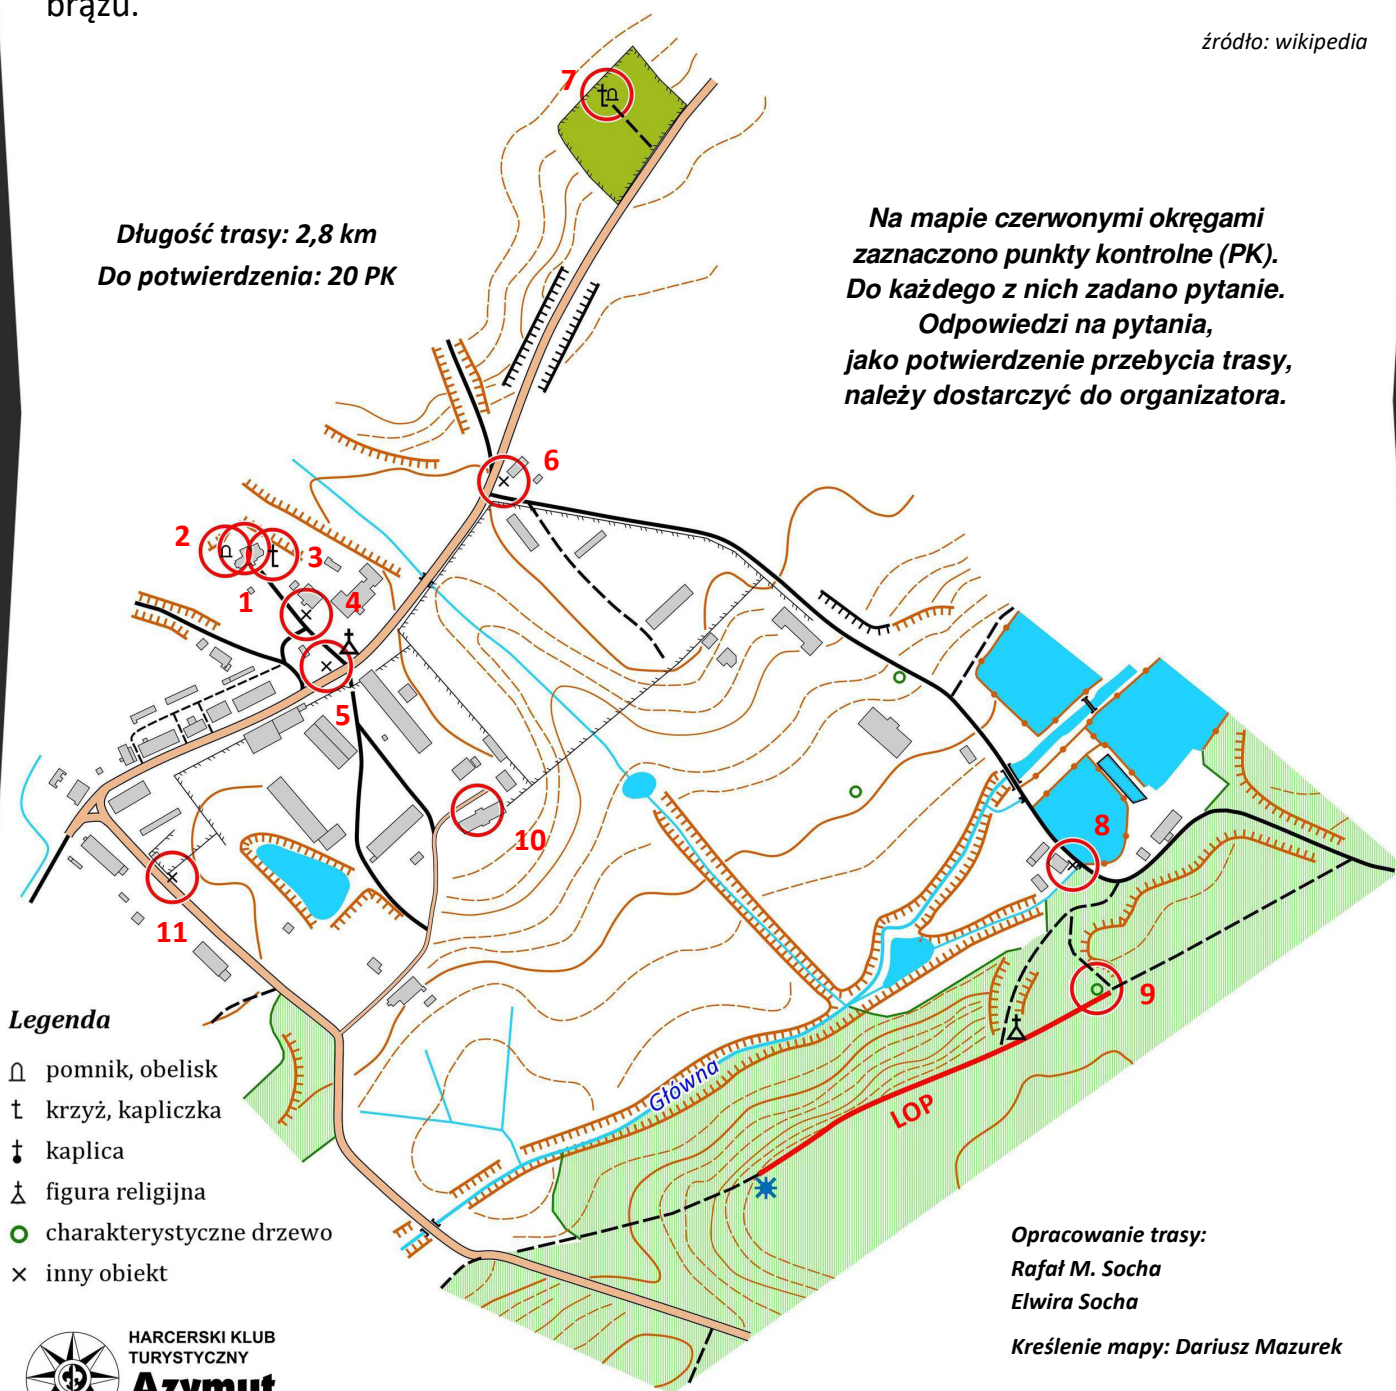 brązu.
źródło: wikipedia
7
Długość trasy: 2,8 km
Do potwierdzenia: 20 PK
Na mapie czerwonymi okręgami
zaznaczono punkty kontrolne (PK).
Do każdego z nich zadano pytanie.
Odpowiedzi na pytania,
jako potwierdzenie przebycia trasy,
należy dostarczyć do organizatora.
6
2
3
1
4
5
8
10
11
9
Główna
LOP
Legenda
pomnik, obelisk
krzyż, kapliczka
kaplica
figura religijna
charakterystyczne drzewo
inny obiekt
Opracowanie trasy:
Rafał M. Socha
Elwira Socha
Kreślenie mapy: Dariusz Mazurek
HARCERSKI KLUB
TURYSTYCZNY
Azymut